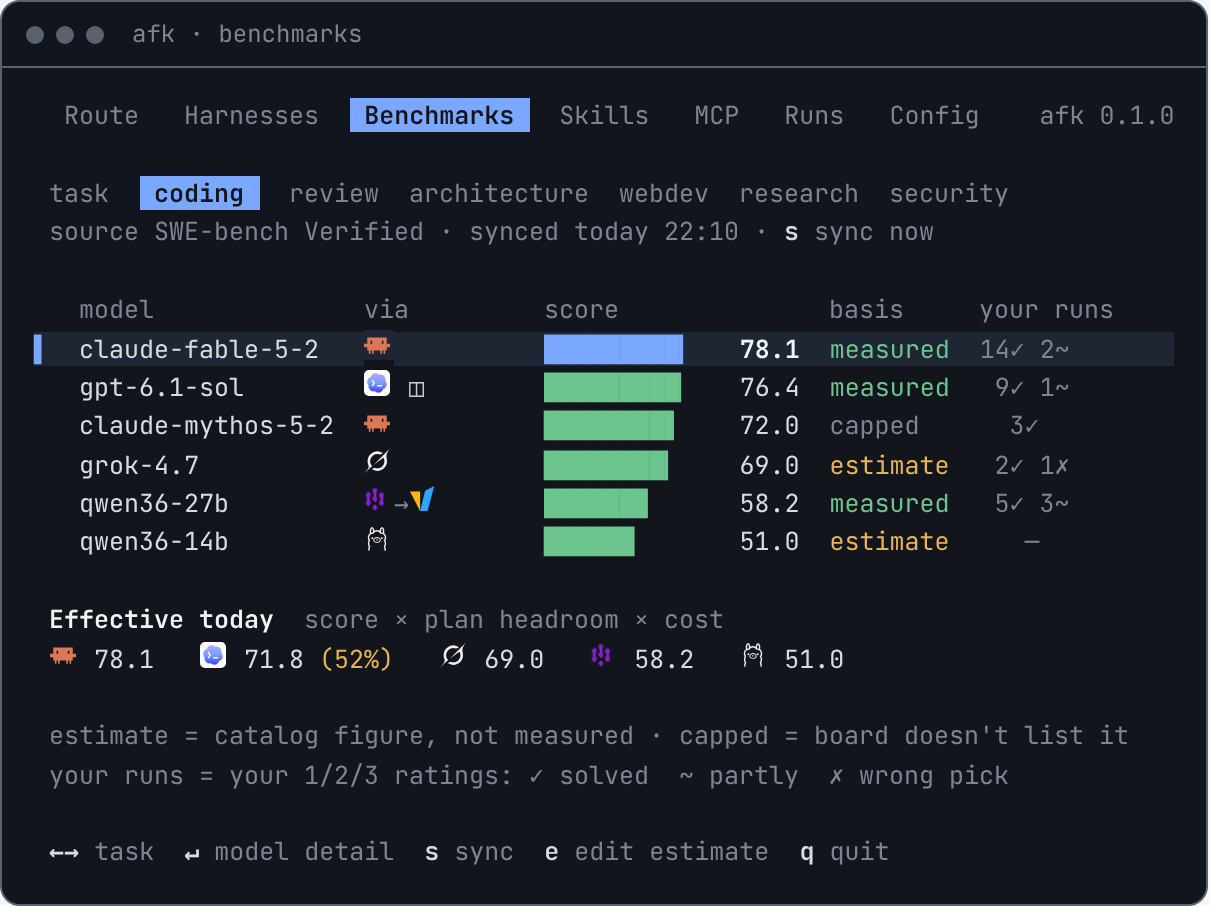 afk · benchmarks
Route Harnesses Benchmarks Skills MCP Runs Config afk 0.1.0
task coding review architecture webdev research security
source SWE-bench Verified · synced today 22:10 · s sync now
model via score basis your runs
claude-fable-5-2 78.1 measured 14✓ 2~
gpt-6.1-sol 76.4 measured 9✓ 1~
claude-mythos-5-2 72.0 capped 3✓
grok-4.7 69.0 estimate 2✓ 1✗
qwen36-27b → 58.2 measured 5✓ 3~
qwen36-14b 51.0 estimate —
Effective today score × plan headroom × cost
78.1 71.8 (52%) 69.0 58.2 51.0
estimate = catalog figure, not measured · capped = board doesn't list it
your runs = your 1/2/3 ratings: ✓ solved ~ partly ✗ wrong pick
←→ task ↵ model detail s sync e edit estimate q quit